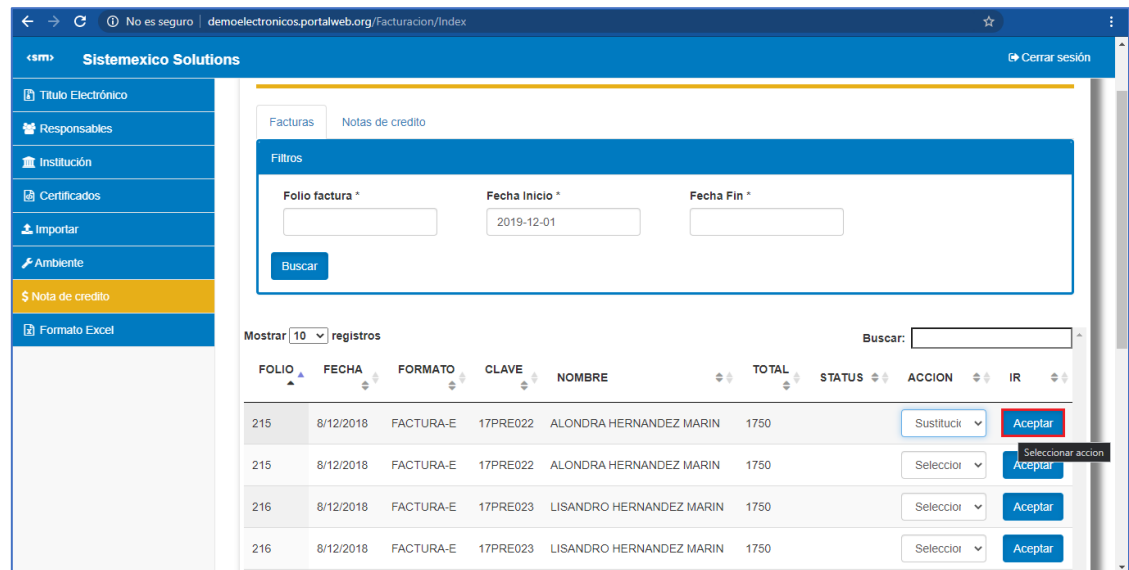 No es seguro | demoelectronicos.portalweb.org/Facturacion/Index
<sm> Sistemexico Solutions Cerrar sesión
Titulo Electrónico
Responsables
Institución
Certificados
Importar
Ambiente
$ Nota de credito
Formato Excel
Facturas Notas de credito
Filtros
Folio factura * Fecha Inicio * Fecha Fin *
2019-12-01
Buscar
Mostrar 10 registros Buscar:
FOLIO FECHA FORMATO CLAVE NOMBRE TOTAL STATUS ACCION IR
215 8/12/2018 FACTURA-E 17PRE022 ALONDRA HERNANDEZ MARIN 1750 Sustitucio Aceptar
Seleccionar accion
215 8/12/2018 FACTURA-E 17PRE022 ALONDRA HERNANDEZ MARIN 1750 Seleccior Aceptar
216 8/12/2018 FACTURA-E 17PRE023 LISANDRO HERNANDEZ MARIN 1750 Seleccior Aceptar
216 8/12/2018 FACTURA-E 17PRE023 LISANDRO HERNANDEZ MARIN 1750 Seleccior Aceptar